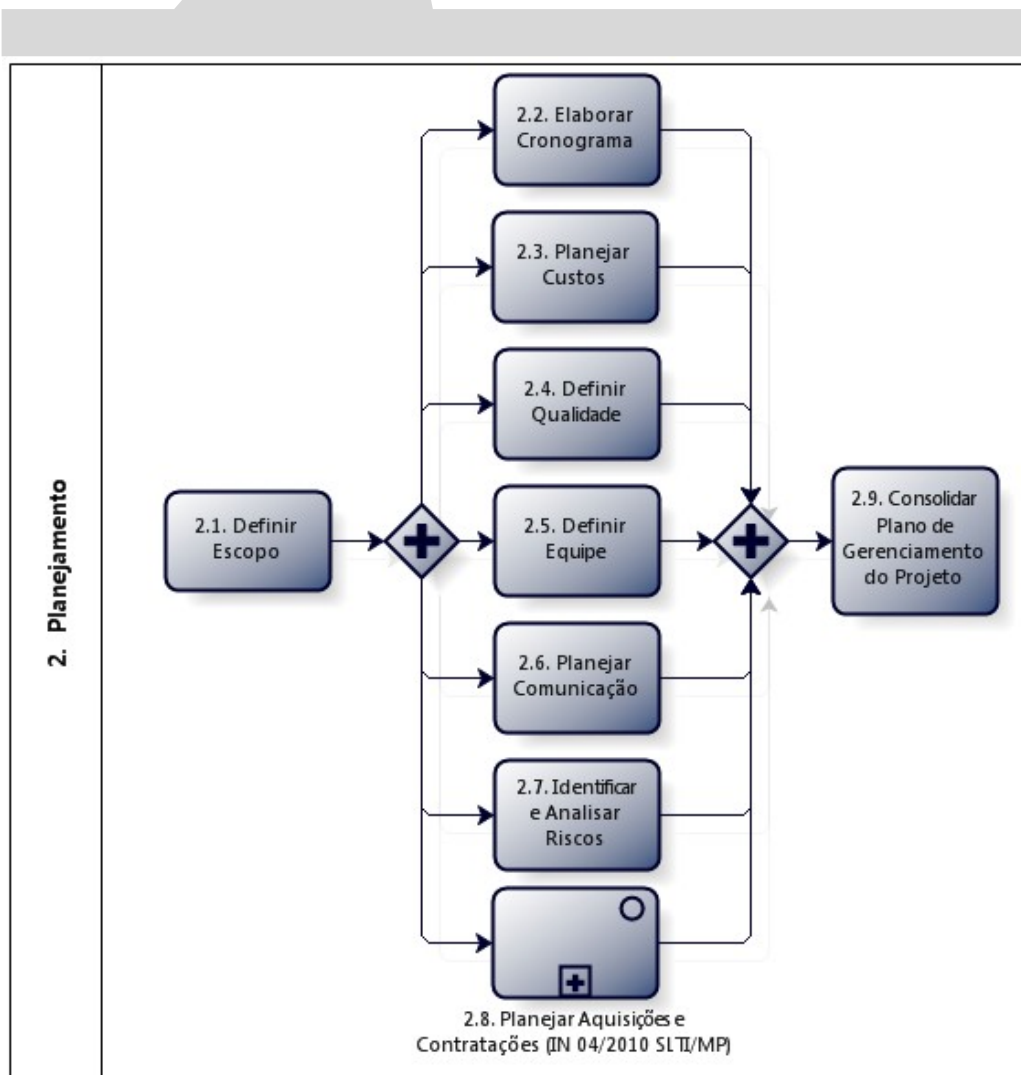 2. Planejamento
2.1. Definir
Escopo
2.2. Elaborar
Cronograma
2.3. Planejar
Custos
2.4. Definir
Qualidade
2.5. Definir
Equipe
2.6. Planejar
Comunicação
2.7. Identificar
e Analisar
Riscos
2.8. Planejar Aquisições e
Contratações (IN 04/2010 SLTI/MP)
2.9. Consolidar
Plano de
Gerenciamento
do Projeto